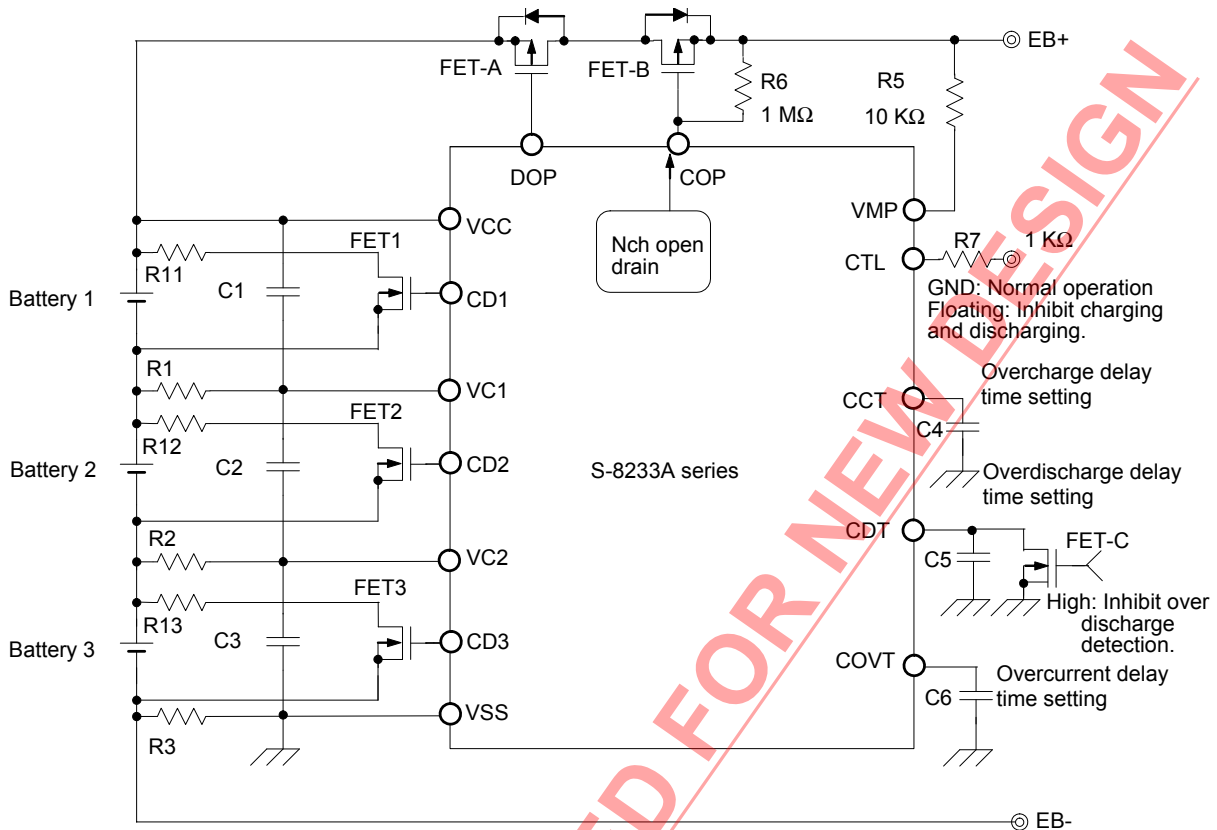 EB+
FET-A
FET-B
R6
1 MΩ
R5
10 KΩ
DOP
COP
Nch open
drain
VMP
R7
1 KΩ
CTL
GND: Normal operation
Floating: Inhibit charging
and discharging.
VCC
FET1
R11
C1
Battery 1
CD1
R1
VC1
FET2
R12
C2
Battery 2
CD2
S-8233A series
Overcharge delay
time setting
CCT
C4
Overdischarge delay
time setting
R2
VC2
FET3
R13
C3
Battery 3
CD3
CDT
C5
FET-C
High: Inhibit over
discharge
detection.
COVT
C6
Overcurrent delay
time setting
R3
VSS
EB-
ED FOR NEW DESIGN